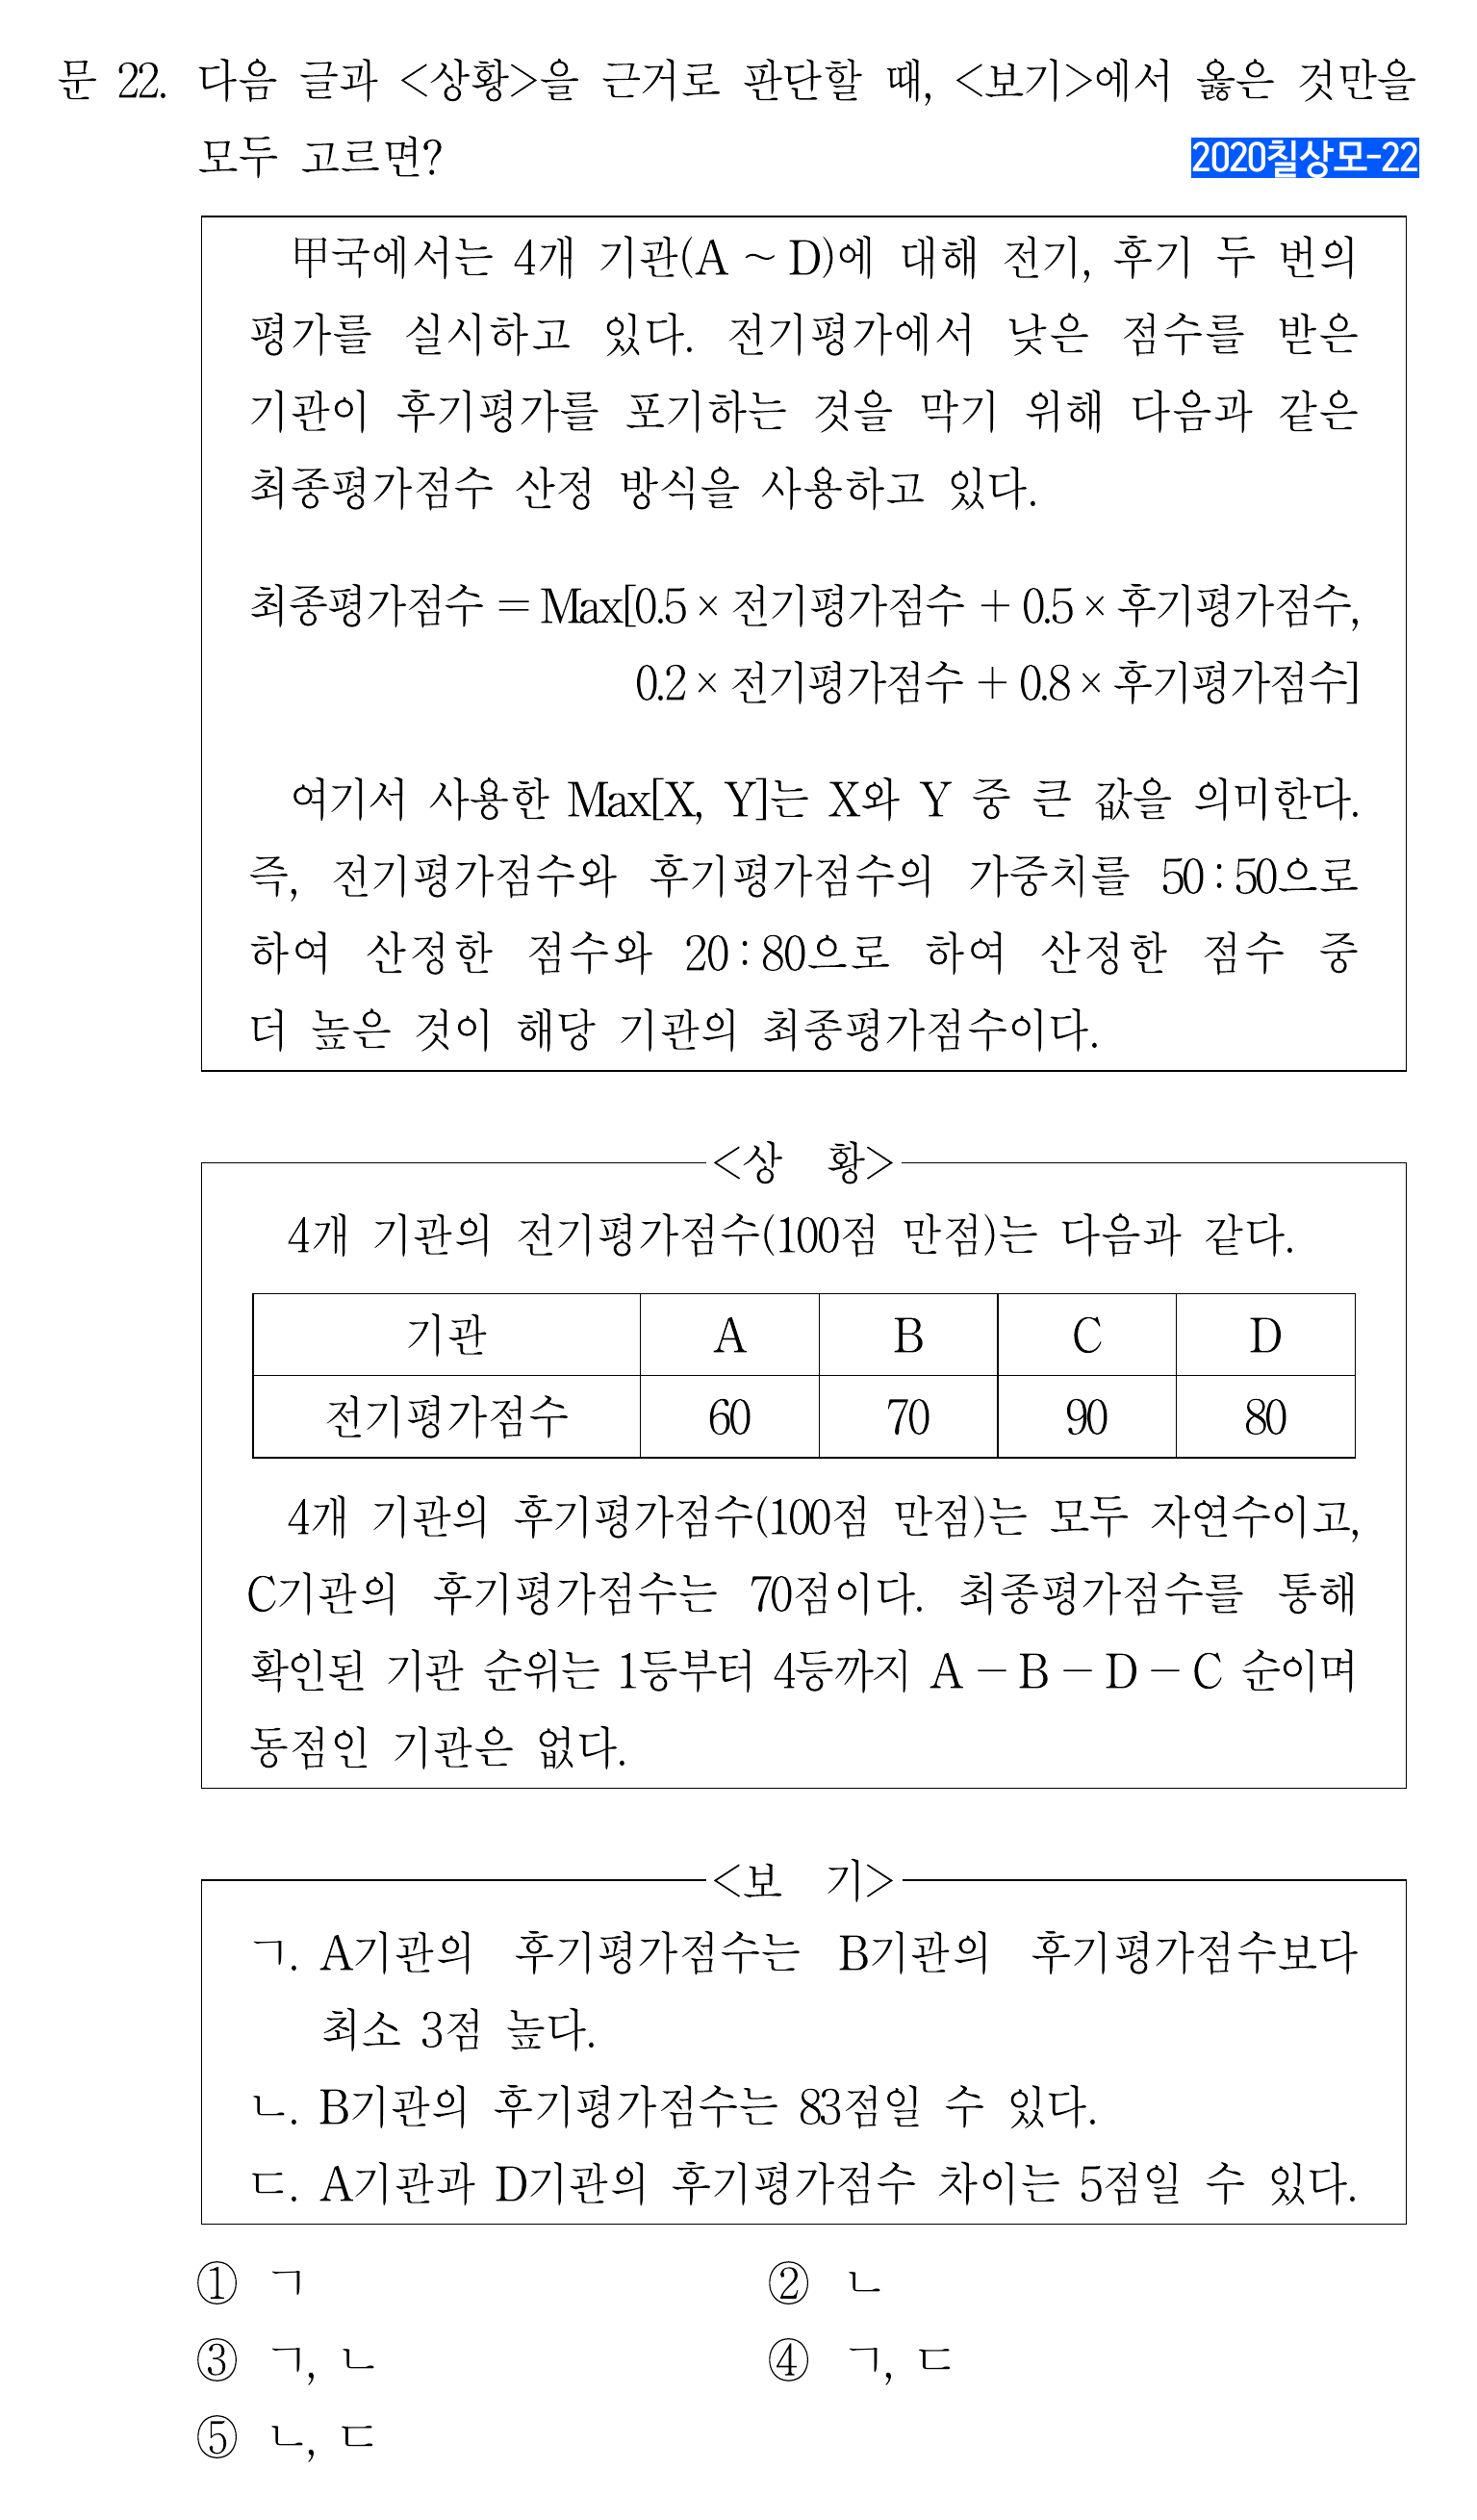 문 22. 다음 글과 <상황>을 근거로 판단할 때, <보기>에서 옳은 것만을
모두 고르면?
2020칠상모-22
甲국에서는 4개 기관(A ~ D)에 대해 전기, 후기 두 번의
평가를 실시하고 있다. 전기평가에서 낮은 점수를 받은
기관이 후기평가를 포기하는 것을 막기 위해 다음과 같은
최종평가점수 산정 방식을 사용하고 있다.
최종평가점수 = Max[0.5 × 전기평가점수 + 0.5 × 후기평가점수,
0.2 × 전기평가점수 + 0.8 × 후기평가점수]
여기서 사용한 Max[X, Y]는 X와 Y 중 큰 값을 의미한다.
즉, 전기평가점수와 후기평가점수의 가중치를 50 : 50으로
하여 산정한 점수와 20 : 80으로 하여 산정한 점수 중
더 높은 것이 해당 기관의 최종평가점수이다.
<상 황>
4개 기관의 전기평가점수(100점 만점)는 다음과 같다.
기관 A B C D
전기평가점수 60 70 90 80
4개 기관의 후기평가점수(100점 만점)는 모두 자연수이고,
C기관의 후기평가점수는 70점이다. 최종평가점수를 통해
확인된 기관 순위는 1등부터 4등까지 A － B － D － C 순이며
동점인 기관은 없다.
<보 기>
ㄱ. A기관의 후기평가점수는 B기관의 후기평가점수보다
최소 3점 높다.
ㄴ. B기관의 후기평가점수는 83점일 수 있다.
ㄷ. A기관과 D기관의 후기평가점수 차이는 5점일 수 있다.
① ㄱ ② ㄴ
③ ㄱ, ㄴ ④ ㄱ, ㄷ
⑤ ㄴ, ㄷ